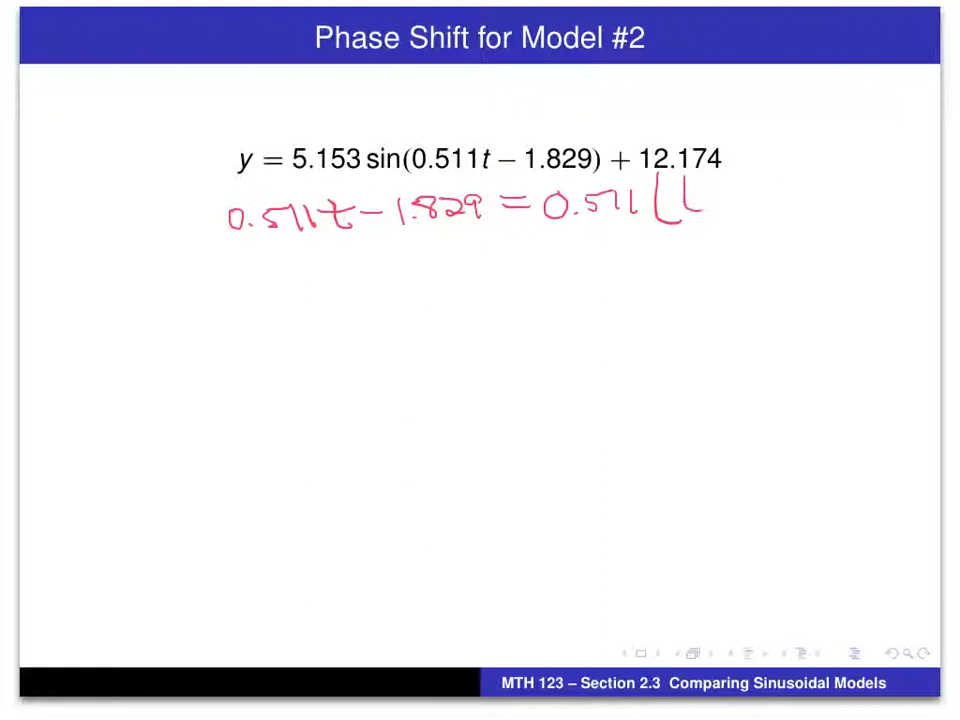 Phase Shift for Model #2
y = 5.153 sin(0.511t − 1.829) + 12.174
0.511t − 1.829 = 0.511 (
MTH 123 – Section 2.3 Comparing Sinusoidal Models